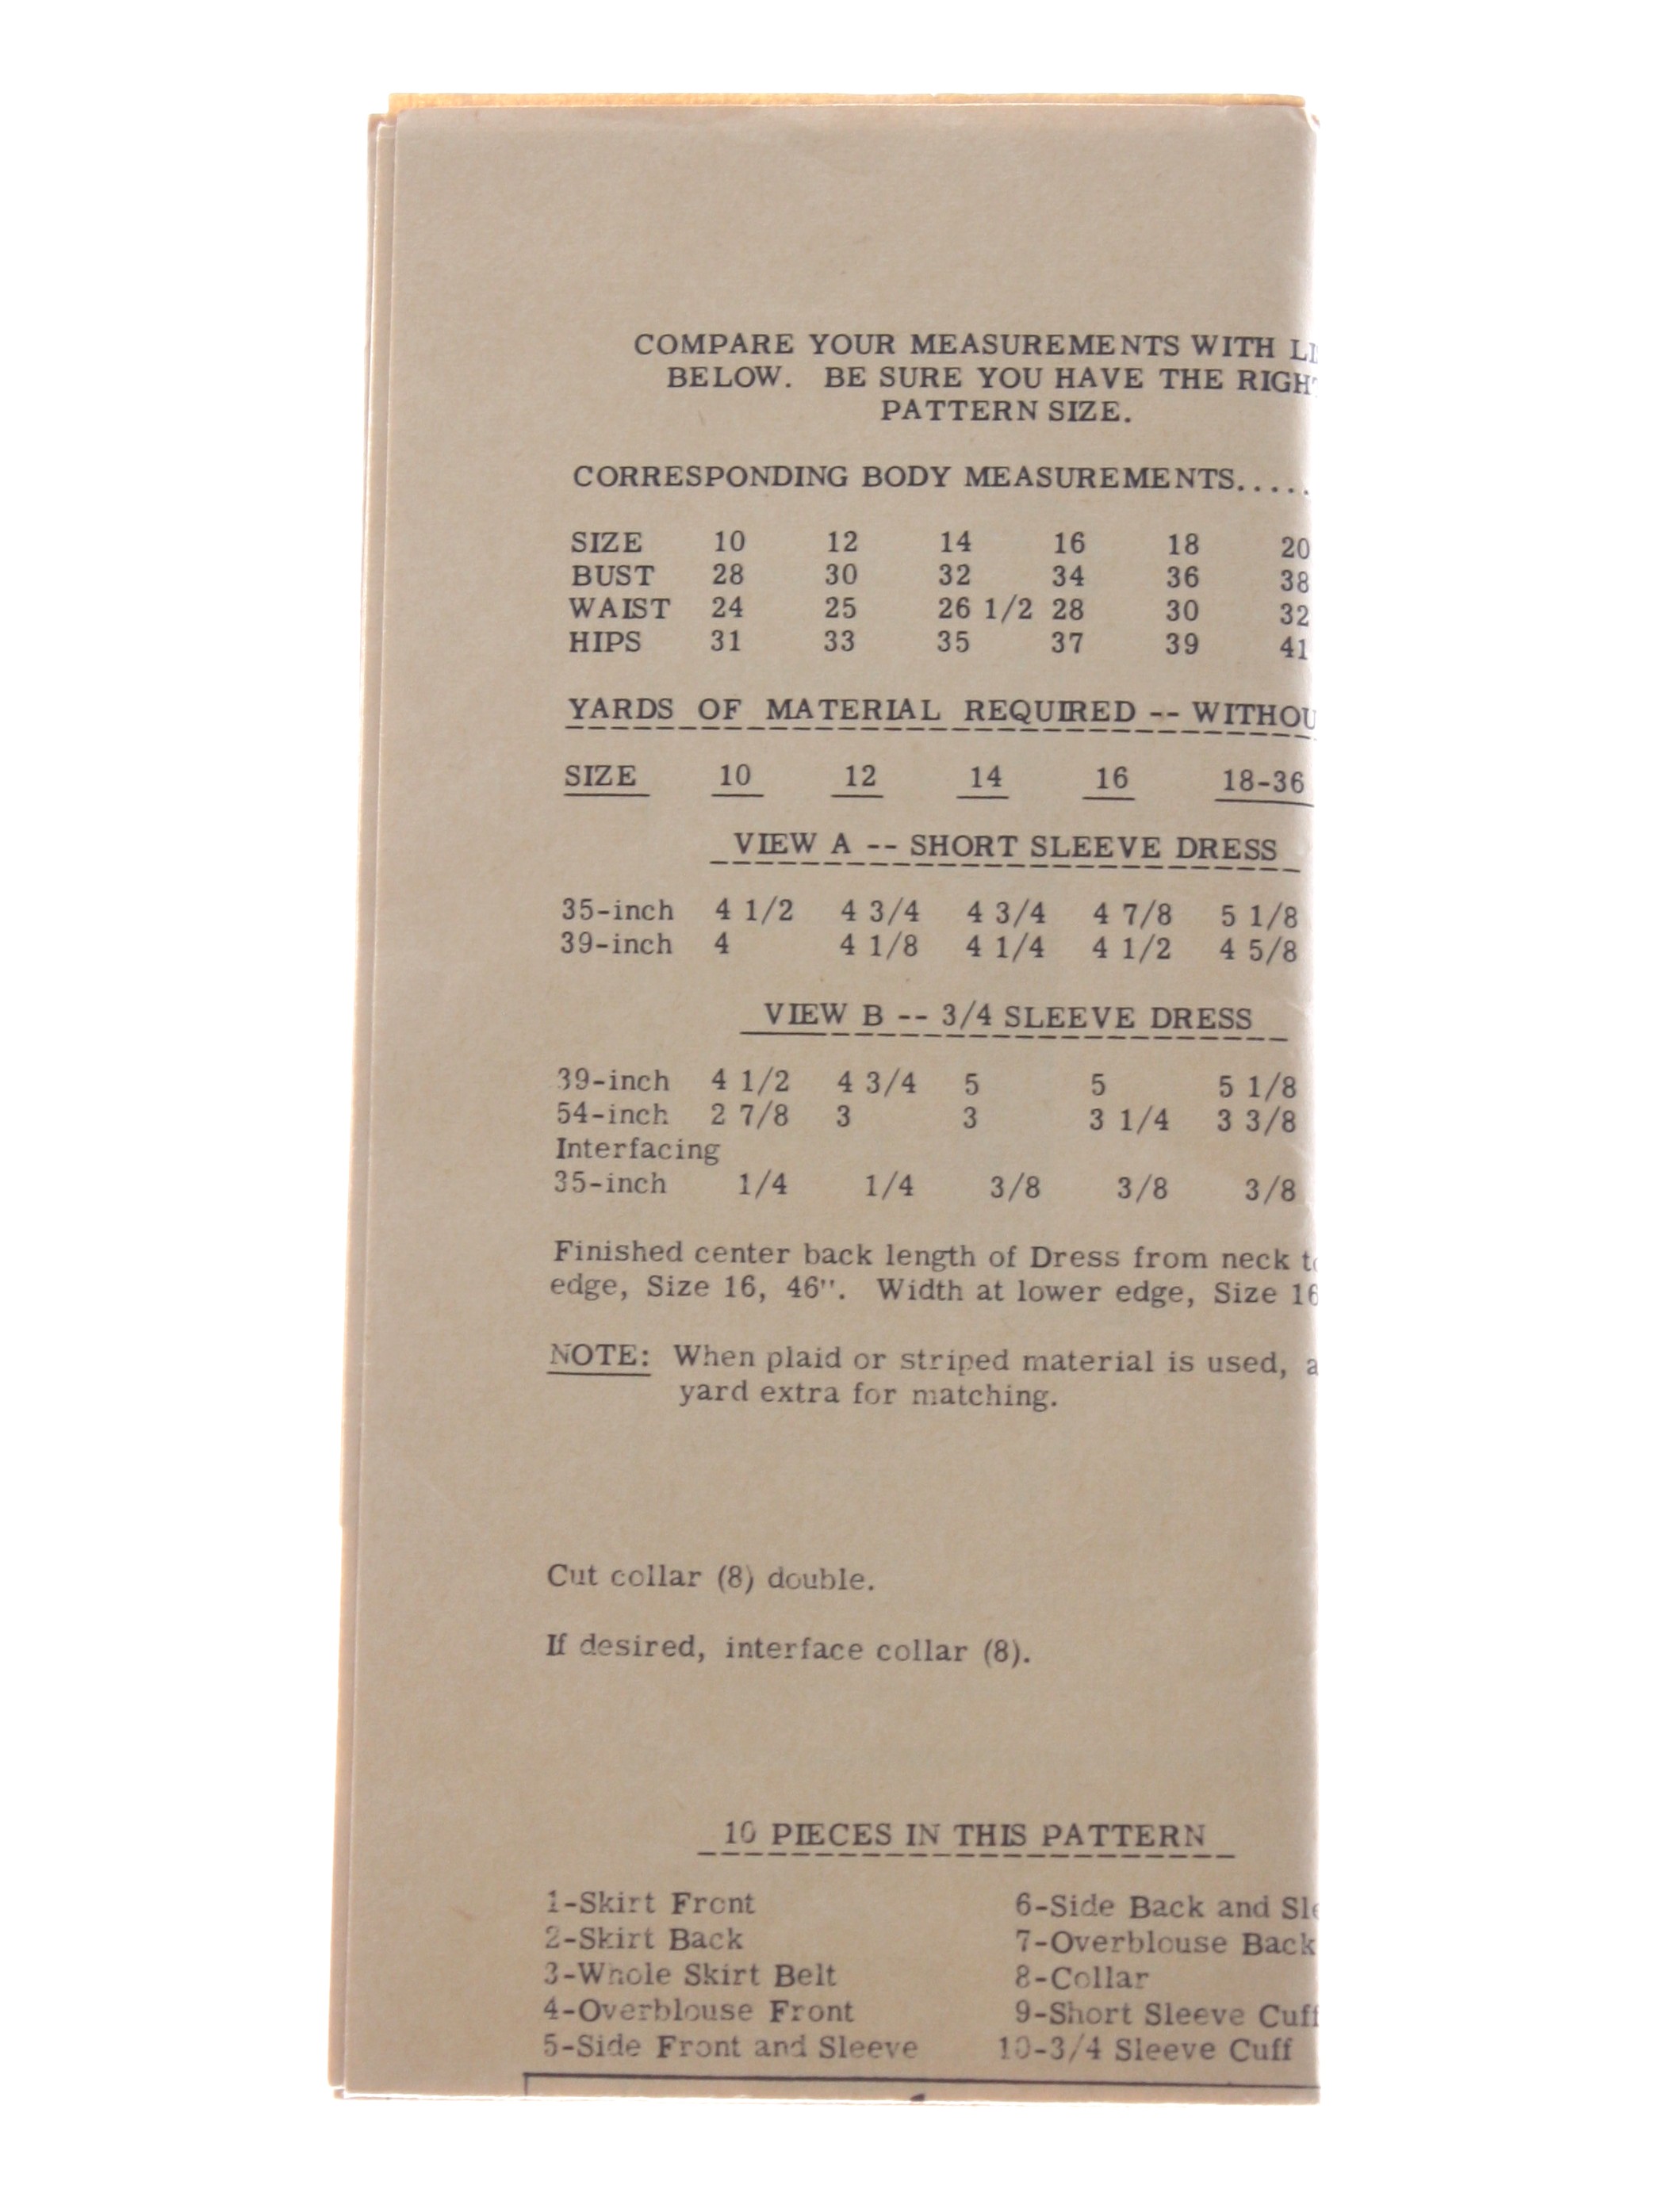 COMPARE YOUR MEASUREMENTS WITH
BELOW. BE SURE YOU HAVE THE
PATTERN SIZE.
CORRESPONDING BODY MEASUREMENTS.....
SIZE 10 12 14 16 18 20
BUST 28 30 32 34 36 38
WAIST 24 25 26 1/2 28 30 32
HIPS 31 33 35 37 39 41
YARDS OF MATERIAL REQUIRED --
SIZE 10 12 14 16 18-36
VIEW A -- SHORT SLEEVE DRESS
35-inch 4 1/2 4 3/4 4 3/4 4 7/8 5 1/8
39-inch 4 4 1/8 4 1/4 4 1/2 4 5/8
VIEW B -- 3/4 SLEEVE DRESS
39-inch 4 1/2 4 3/4 5 5 5 1/8
54-inch 2 7/8 3 3 3 1/4 3 3/8
Interfacing
35-inch 1/4 1/4 3/8 3/8 3/8
Finished center back length of Dress from neck
edge, Size 16, 46". Width at lower edge, Size 16
NOTE: When plaid or striped material is used,
yard extra for matching.
Cut collar (8) double.
If desired, interface collar (8).
10 PIECES IN THIS PATTERN
1-Skirt Front
2-Skirt Back
3-Whole Skirt Belt
4-Overblouse Front
5-Side Front and Sleeve
6-Side Back and
7-Overblouse Back
8-Collar
9-Short Sleeve
10-3/4 Sleeve Cuff